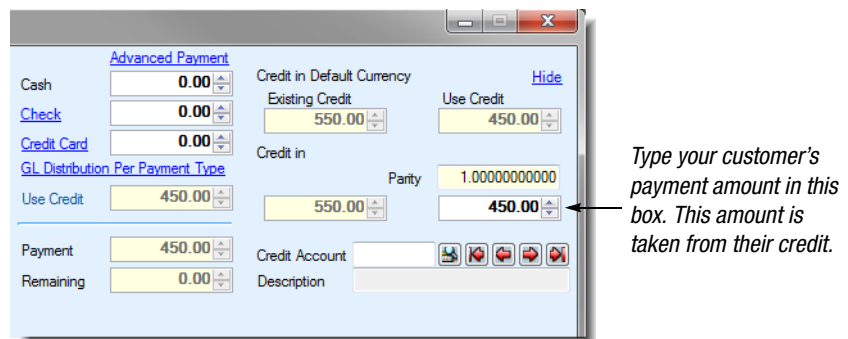 Advanced Payment
Cash 0.00
Check 0.00
Credit Card 0.00
GL Distribution Per Payment Type
Use Credit 450.00
Payment 450.00
Remaining 0.00
Credit in Default Currency Hide
Existing Credit Use Credit
550.00 450.00
Credit in
Parity 1.00000000000
550.00 450.00
Credit Account
Description
Type your customer’s
payment amount in this
box. This amount is
taken from their credit.